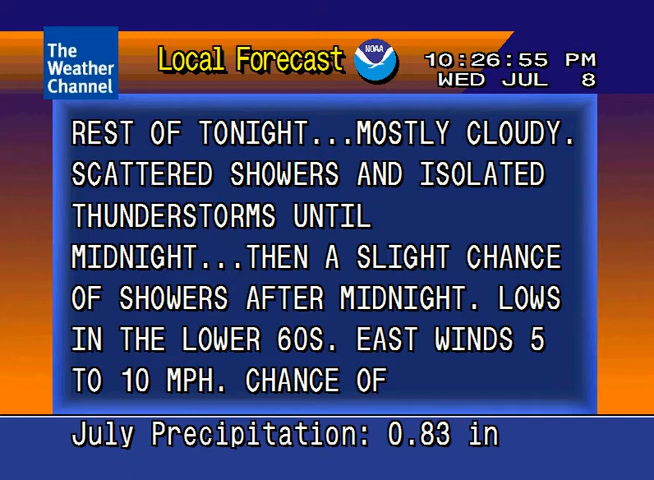 The
Weather
Channel
Local Forecast
NOAA
10:26:55 PM
WED JUL 8
REST OF TONIGHT...MOSTLY CLOUDY.
SCATTERED SHOWERS AND ISOLATED
THUNDERSTORMS UNTIL
MIDNIGHT...THEN A SLIGHT CHANCE
OF SHOWERS AFTER MIDNIGHT. LOWS
IN THE LOWER 60S. EAST WINDS 5
TO 10 MPH. CHANCE OF
July Precipitation: 0.83 in